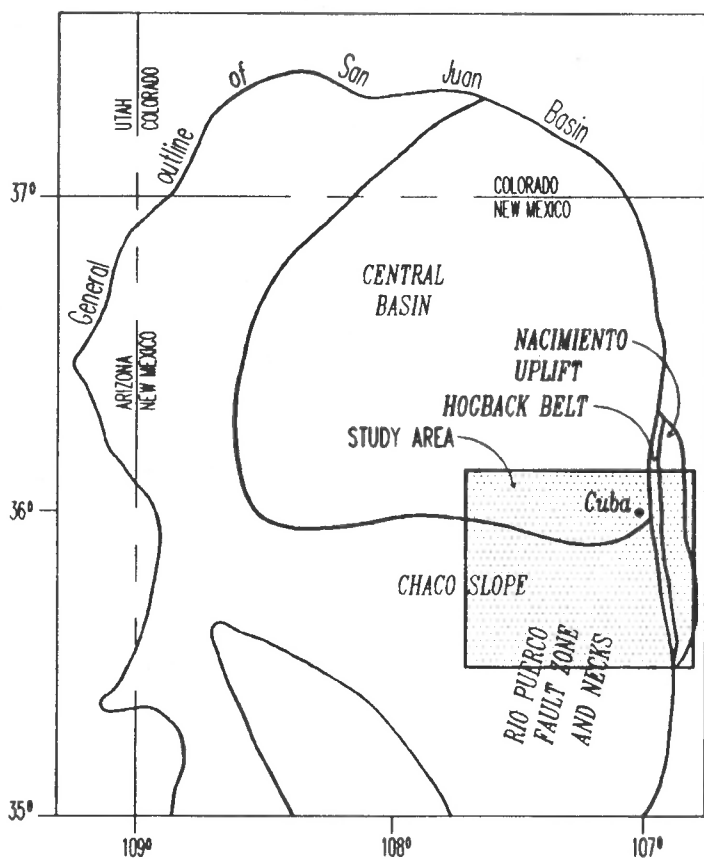 General outline of San Juan Basin
UTAH
COLORADO
37°
COLORADO
NEW MEXICO
CENTRAL
BASIN
ARIZONA
NEW MEXICO
NACIMIENTO
UPLIFT
HOGBACK BELT
STUDY AREA
36°
Cuba
CHACO SLOPE
RIO PUERCO
FAULT ZONE
AND NECKS
35°
109°
108°
107°